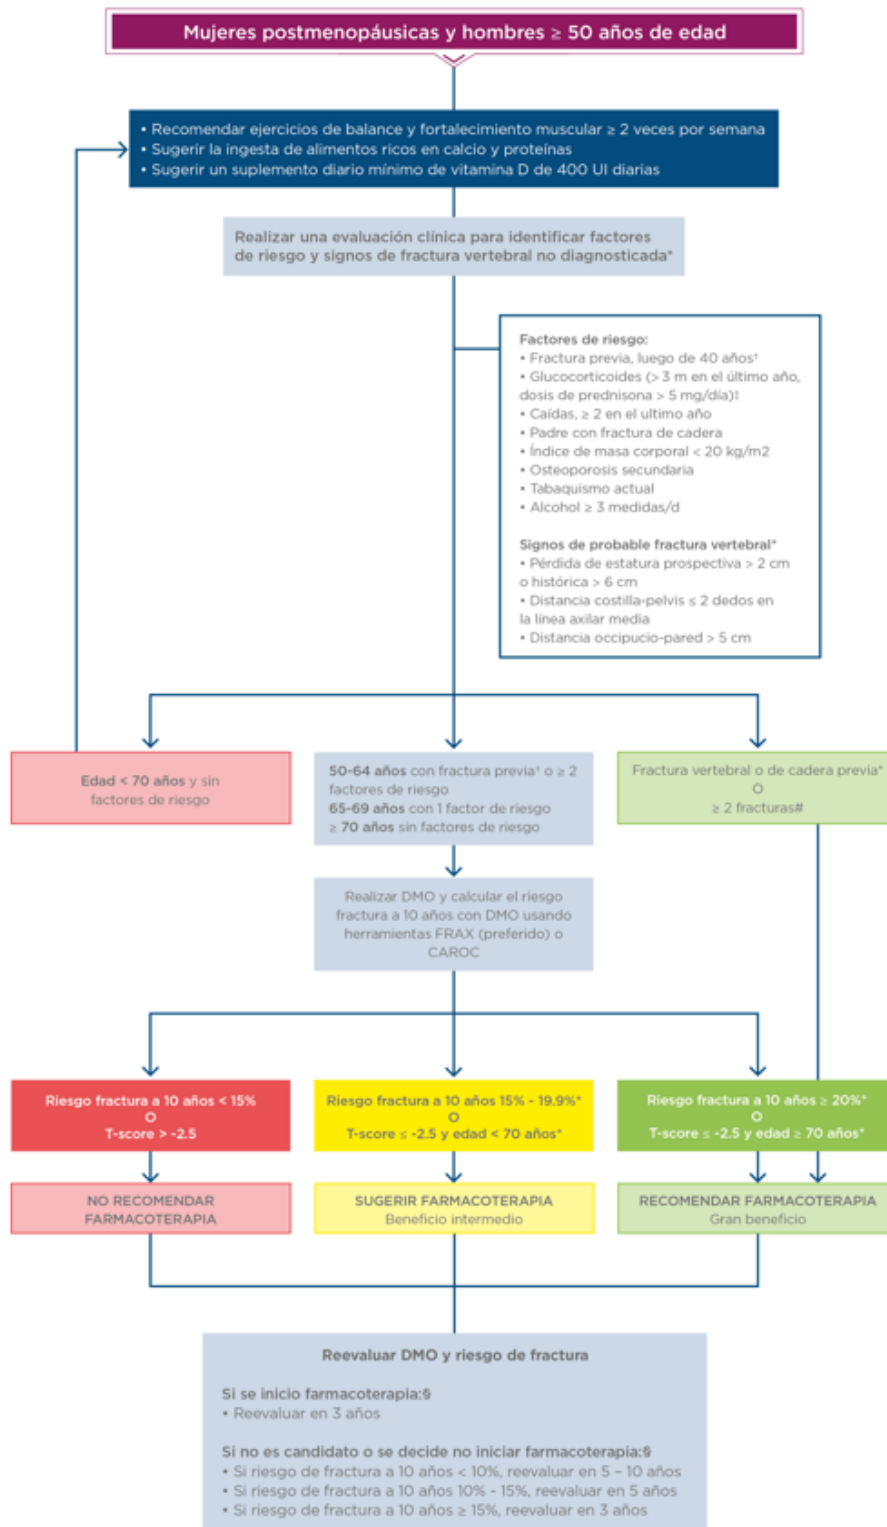 Mujeres postmenopáusicas y hombres ≥ 50 años de edad
• Recomendar ejercicios de balance y fortalecimiento muscular ≥ 2 veces por semana
• Sugerir la ingesta de alimentos ricos en calcio y proteínas
• Sugerir un suplemento diario mínimo de vitamina D de 400 UI diarias
Realizar una evaluación clínica para identificar factores
de riesgo y signos de fractura vertebral no diagnosticada*
Factores de riesgo:
• Fractura previa, luego de 40 años†
• Glucocorticoides (> 3 m en el último año,
dosis de prednisona > 5 mg/día)‡
• Caídas, ≥ 2 en el ultimo año
• Padre con fractura de cadera
• Índice de masa corporal < 20 kg/m2
• Osteoporosis secundaria
• Tabaquismo actual
• Alcohol ≥ 3 medidas/d
Signos de probable fractura vertebral*
• Pérdida de estatura prospectiva > 2 cm
o histórica > 6 cm
• Distancia costilla-pelvis ≤ 2 dedos en
la línea axilar media
• Distancia occipucio-pared > 5 cm
Edad < 70 años y sin
factores de riesgo
50-64 años con fractura previa† o ≥ 2
factores de riesgo
65-69 años con 1 factor de riesgo
≥ 70 años sin factores de riesgo
Fractura vertebral o de cadera previa*
O
≥ 2 fracturas#
Realizar DMO y calcular el riesgo
fractura a 10 años con DMO usando
herramientas FRAX (preferido) o
CAROC
Riesgo fractura a 10 años < 15%
O
T-score > -2.5
Riesgo fractura a 10 años 15% - 19.9%*
O
T-score ≤ -2.5 y edad < 70 años*
Riesgo fractura a 10 años ≥ 20%*
O
T-score ≤ -2.5 y edad ≥ 70 años*
NO RECOMENDAR
FARMACOTERAPIA
SUGERIR FARMACOTERAPIA
Beneficio intermedio
RECOMENDAR FARMACOTERAPIA
Gran beneficio
Reevaluar DMO y riesgo de fractura
Si se inicio farmacoterapia:§
• Reevaluar en 3 años
Si no es candidato o se decide no iniciar farmacoterapia:§
• Si riesgo de fractura a 10 años < 10%, reevaluar en 5 – 10 años
• Si riesgo de fractura a 10 años 10% - 15%, reevaluar en 5 años
• Si riesgo de fractura a 10 años ≥ 15%, reevaluar en 3 años